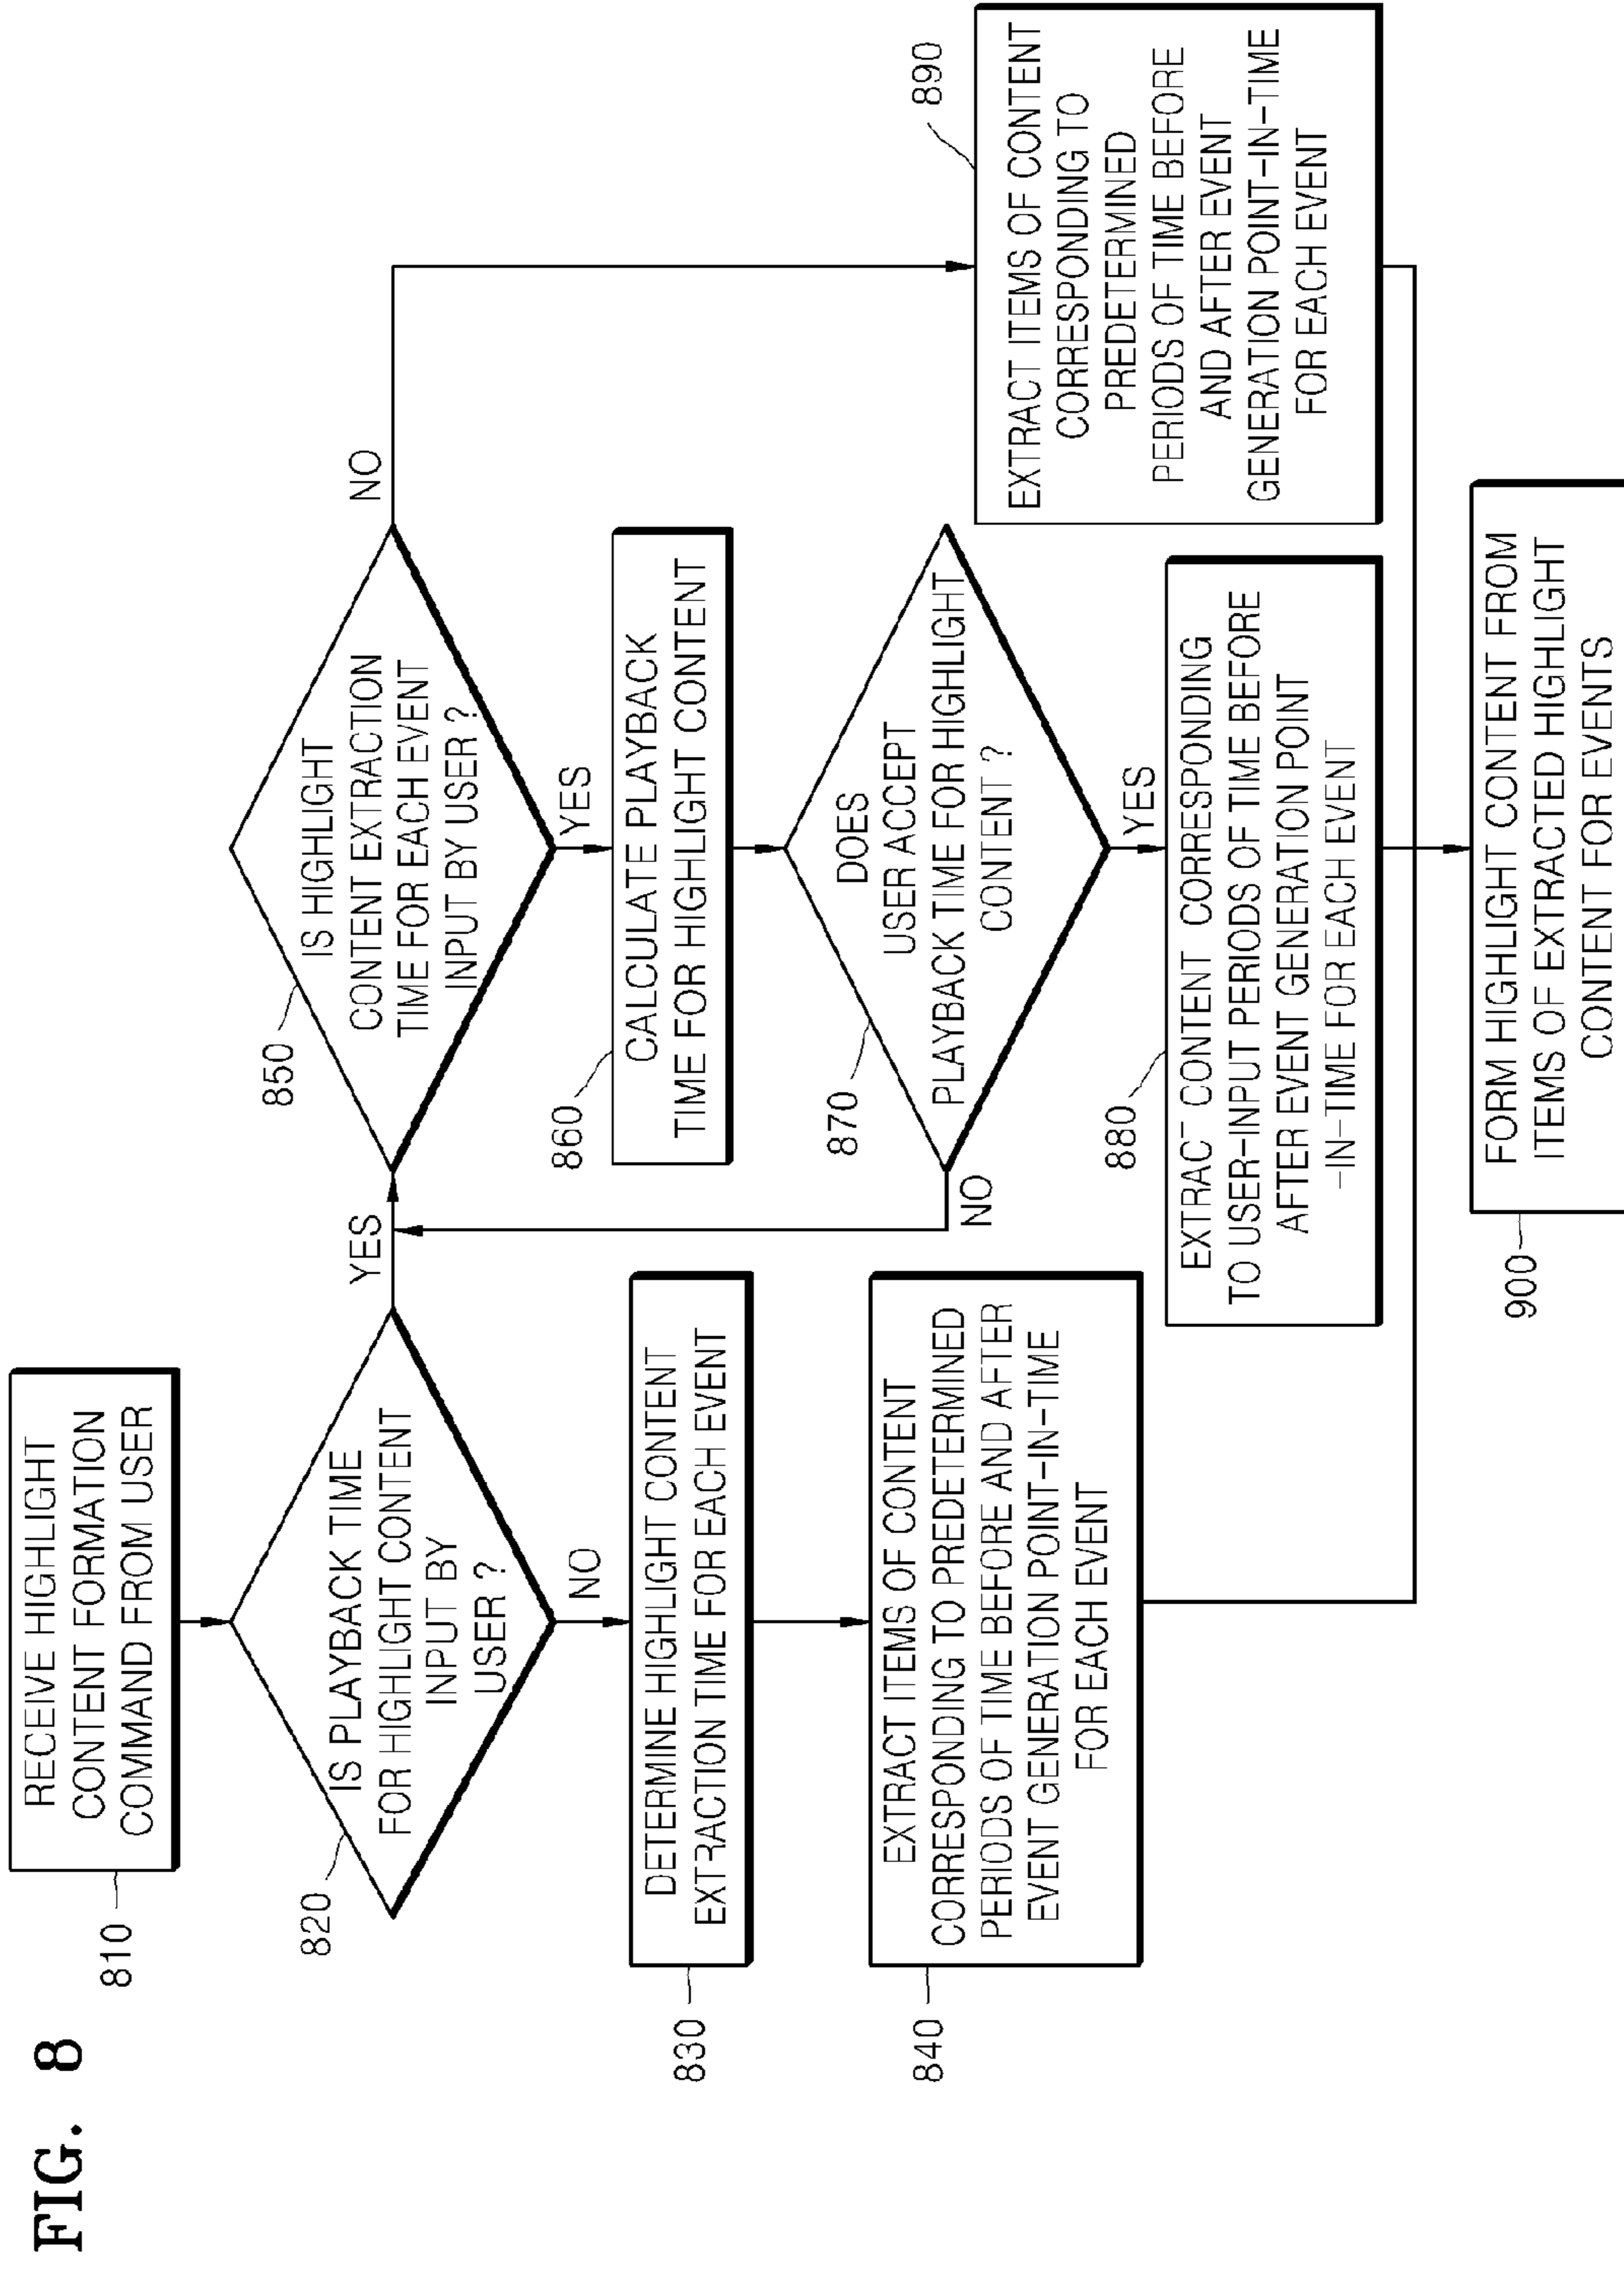 FIG. 8
810
RECEIVE HIGHLIGHT
CONTENT FORMATION
COMMAND FROM USER
820
IS PLAYBACK TIME
FOR HIGHLIGHT CONTENT
INPUT BY
USER ?
YES
NO
830
DETERMINE HIGHLIGHT CONTENT
EXTRACTION TIME FOR EACH EVENT
840
EXTRACT ITEMS OF CONTENT
CORRESPONDING TO PREDETERMINED
PERIODS OF TIME BEFORE AND AFTER
EVENT GENERATION POINT-IN-TIME
FOR EACH EVENT
850
IS HIGHLIGHT
CONTENT EXTRACTION
TIME FOR EACH EVENT
INPUT BY USER ?
NO
YES
860
CALCULATE PLAYBACK
TIME FOR HIGHLIGHT CONTENT
870
DOES
USER ACCEPT
PLAYBACK TIME FOR HIGHLIGHT
CONTENT ?
NO
YES
880
EXTRACT CONTENT CORRESPONDING
TO USER-INPUT PERIODS OF TIME BEFORE
AFTER EVENT GENERATION POINT
-IN-TIME FOR EACH EVENT
890
EXTRACT ITEMS OF CONTENT
CORRESPONDING TO
PREDETERMINED
PERIODS OF TIME BEFORE
AND AFTER EVENT
GENERATION POINT-IN-TIME
FOR EACH EVENT
900
FORM HIGHLIGHT CONTENT FROM
ITEMS OF EXTRACTED HIGHLIGHT
CONTENT FOR EVENTS